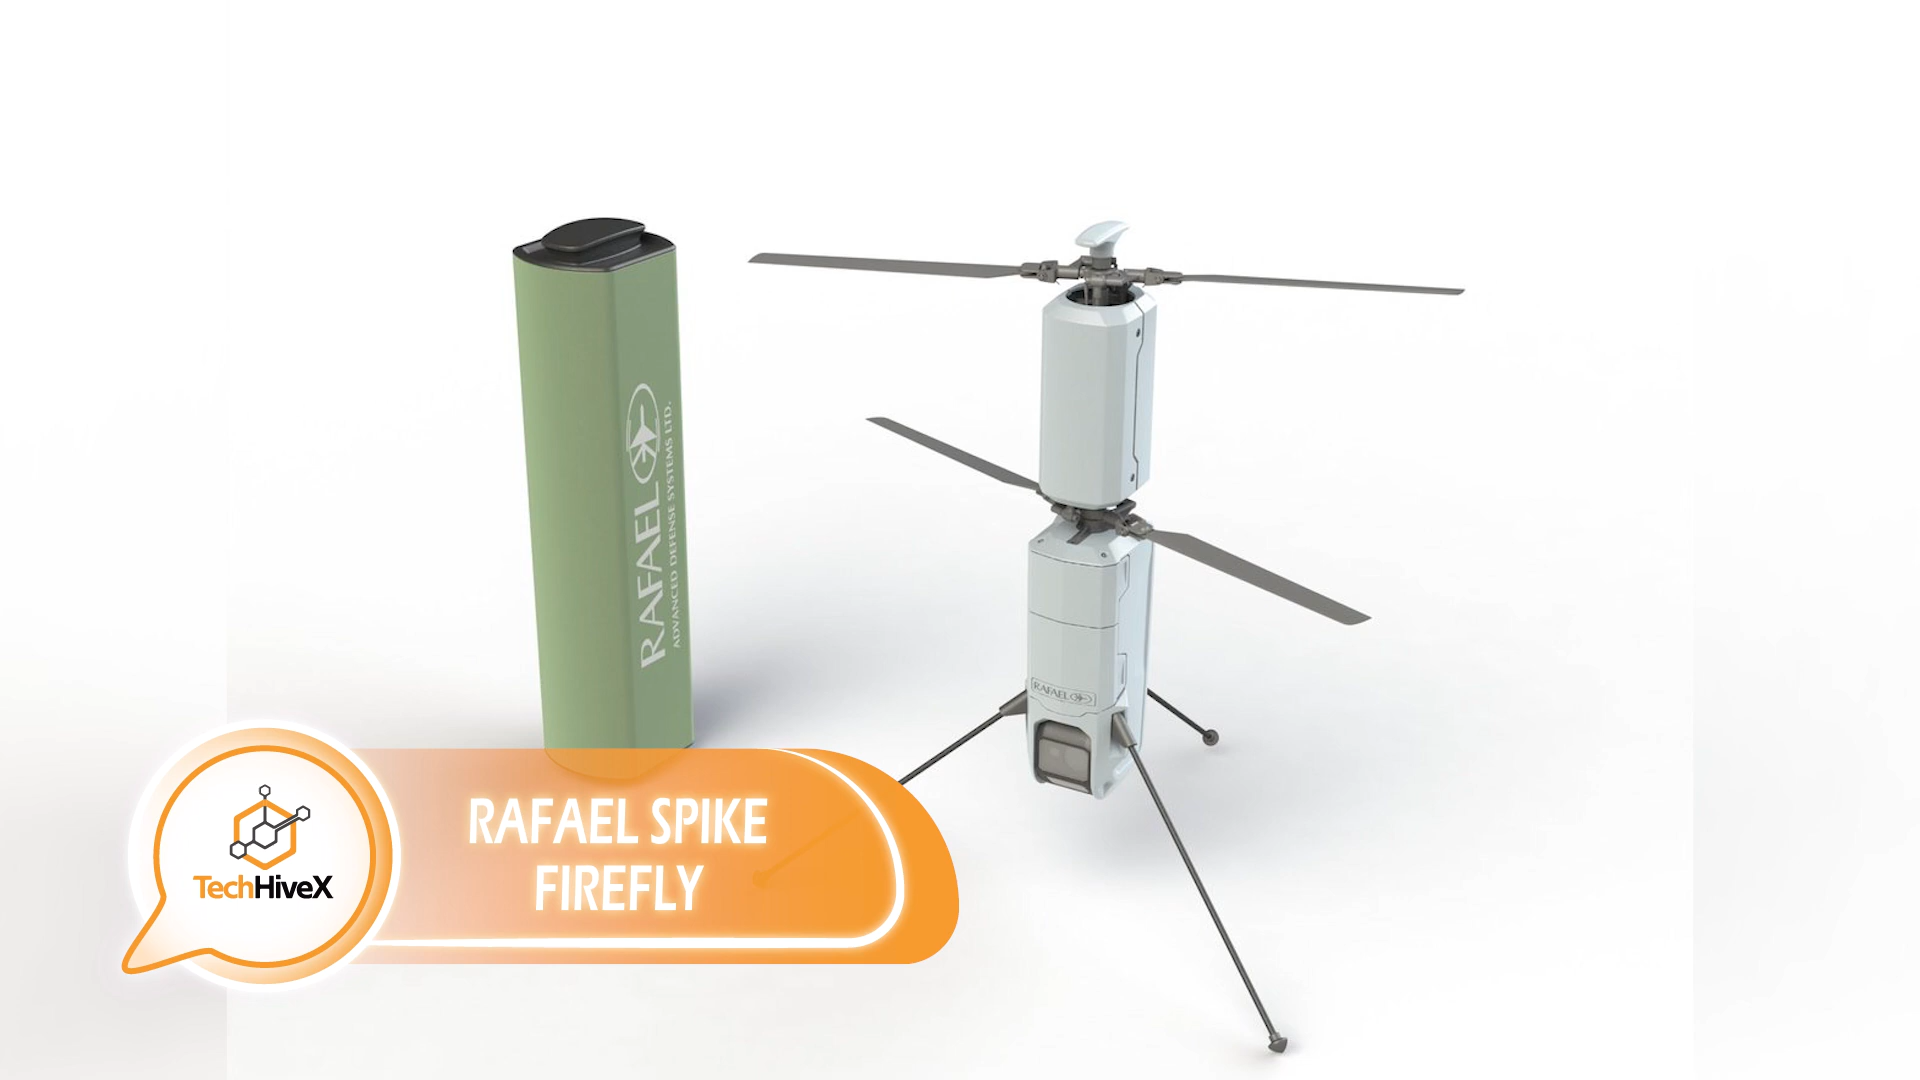 RAFAEL
ADVANCED DEFENSE SYSTEMS LTD.
RAFAEL
TechHiveX
RAFAEL SPIKE
FIREFLY